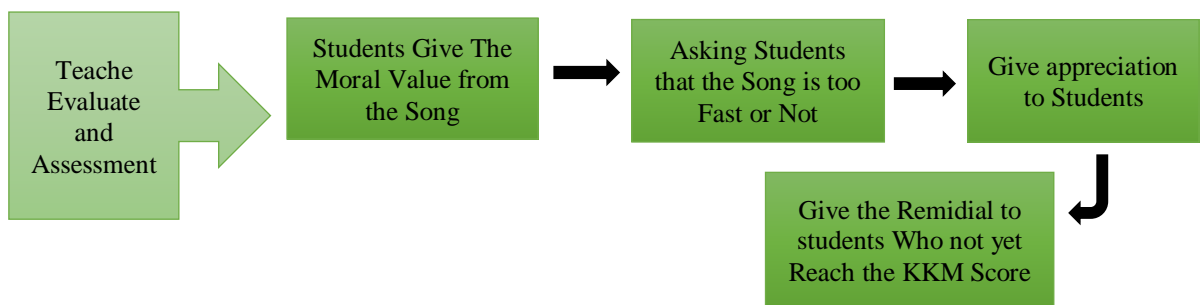 Teache
Evaluate
and
Assessment
Students Give The
Moral Value from
the Song
Asking Students
that the Song is too
Fast or Not
Give appreciation
to Students
Give the Remidial to
students Who not yet
Reach the KKM Score